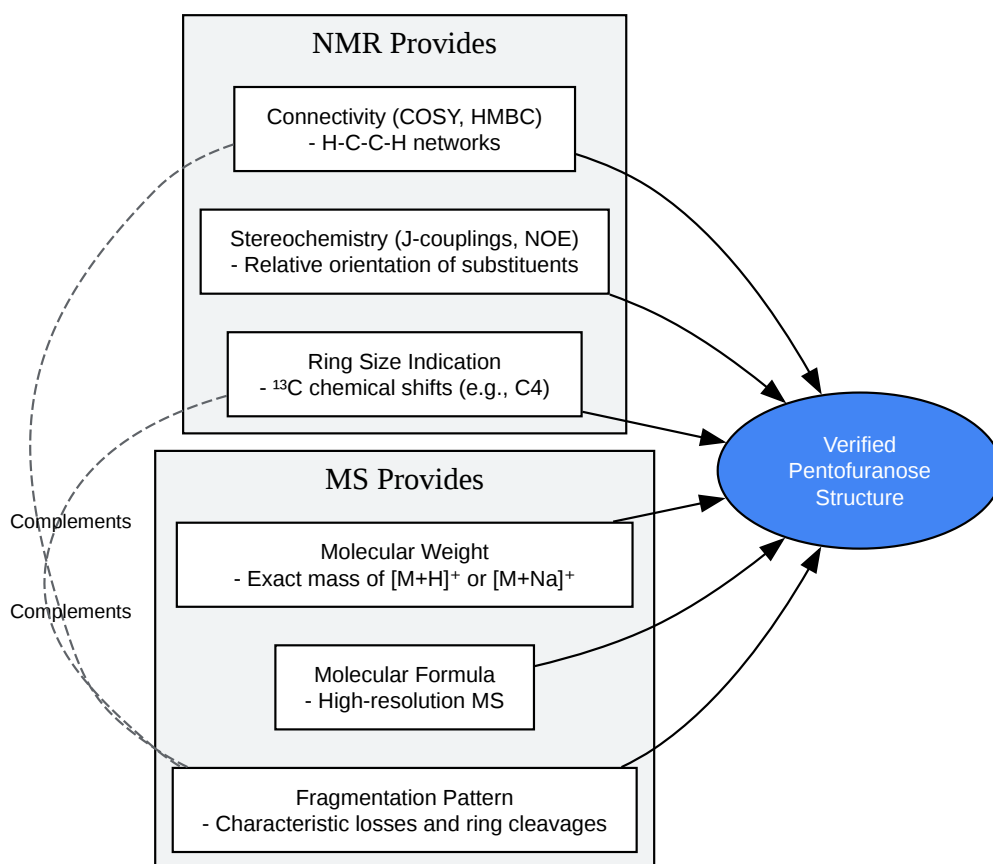 NMR Provides
Connectivity (COSY, HMBC)
- H-C-C-H networks
Stereochemistry (J-couplings, NOE)
- Relative orientation of substituents
Ring Size Indication
- ¹³C chemical shifts (e.g., C4)
Verified
Pentofuranose
Structure
MS Provides
Complements
Molecular Weight
- Exact mass of [M+H]⁺ or [M+Na]⁺
Complements
Molecular Formula
- High-resolution MS
Fragmentation Pattern
- Characteristic losses and ring cleavages